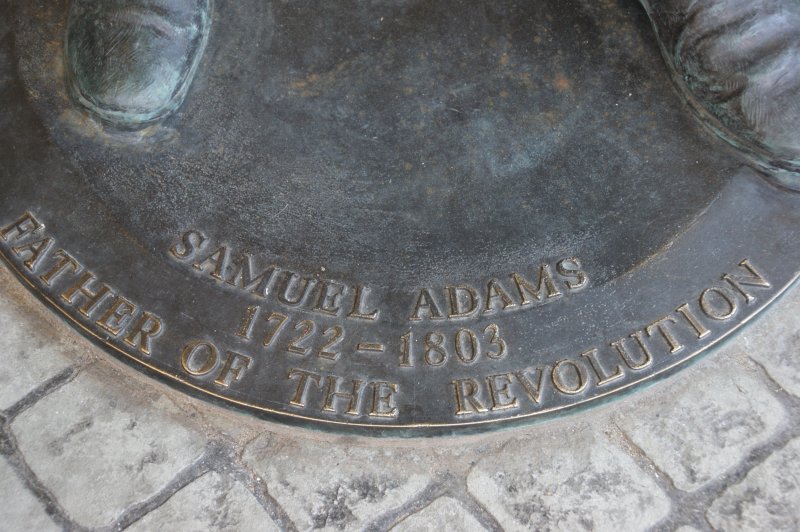 SAMUEL ADAMS
1722 – 1803
FATHER OF THE REVOLUTION